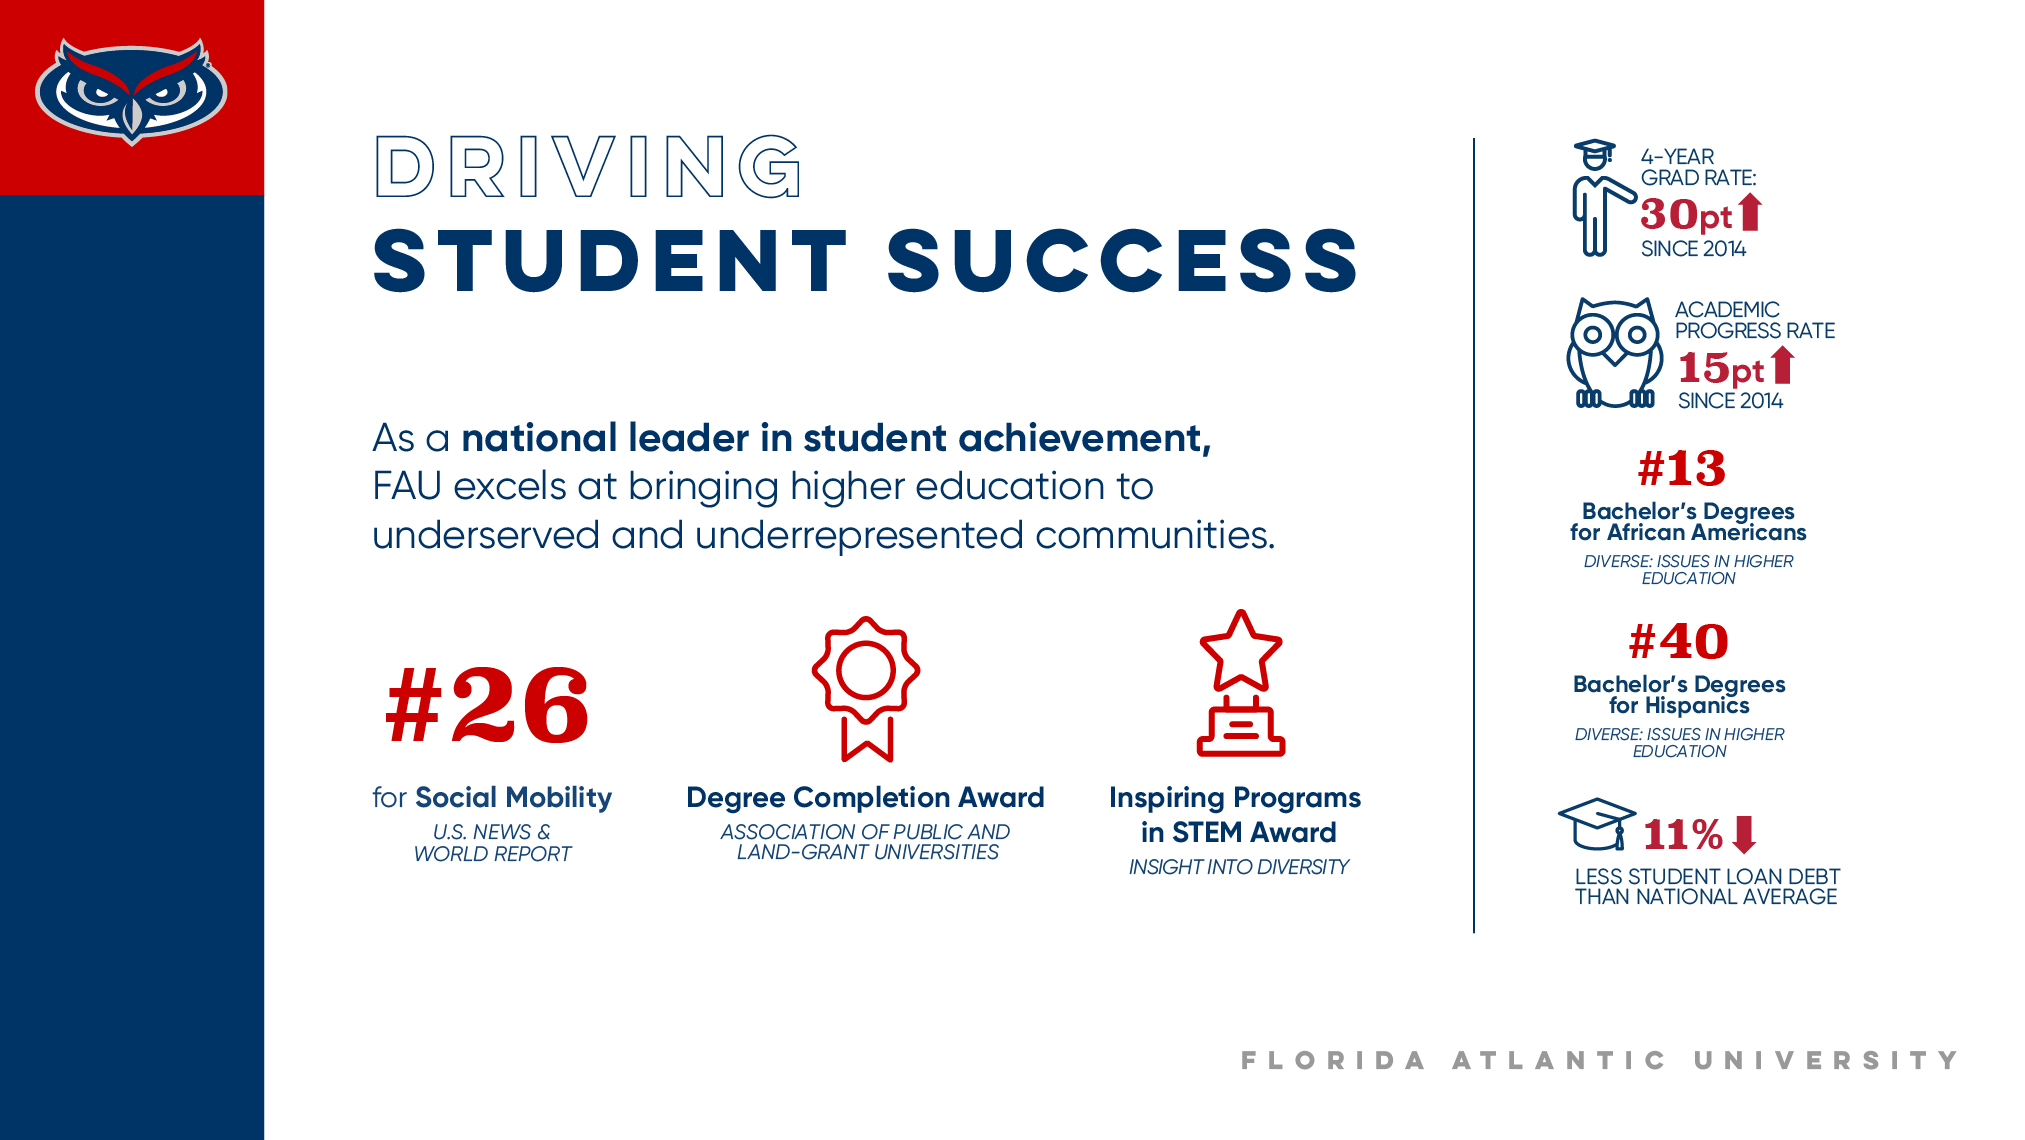 DRIVING
STUDENT SUCCESS
As a national leader in student achievement,
FAU excels at bringing higher education to
underserved and underrepresented communities.
#26
for Social Mobility
U.S. NEWS &
WORLD REPORT
Degree Completion Award
ASSOCIATION OF PUBLIC AND
LAND-GRANT UNIVERSITIES
Inspiring Programs
in STEM Award
INSIGHT INTO DIVERSITY
4-YEAR
GRAD RATE:
30pt
SINCE 2014
ACADEMIC
PROGRESS RATE
15pt
SINCE 2014
#13
Bachelor’s Degrees
for African Americans
DIVERSE: ISSUES IN HIGHER
EDUCATION
#40
Bachelor’s Degrees
for Hispanics
DIVERSE: ISSUES IN HIGHER
EDUCATION
11%
LESS STUDENT LOAN DEBT
THAN NATIONAL AVERAGE
FLORIDA ATLANTIC UNIVERSITY